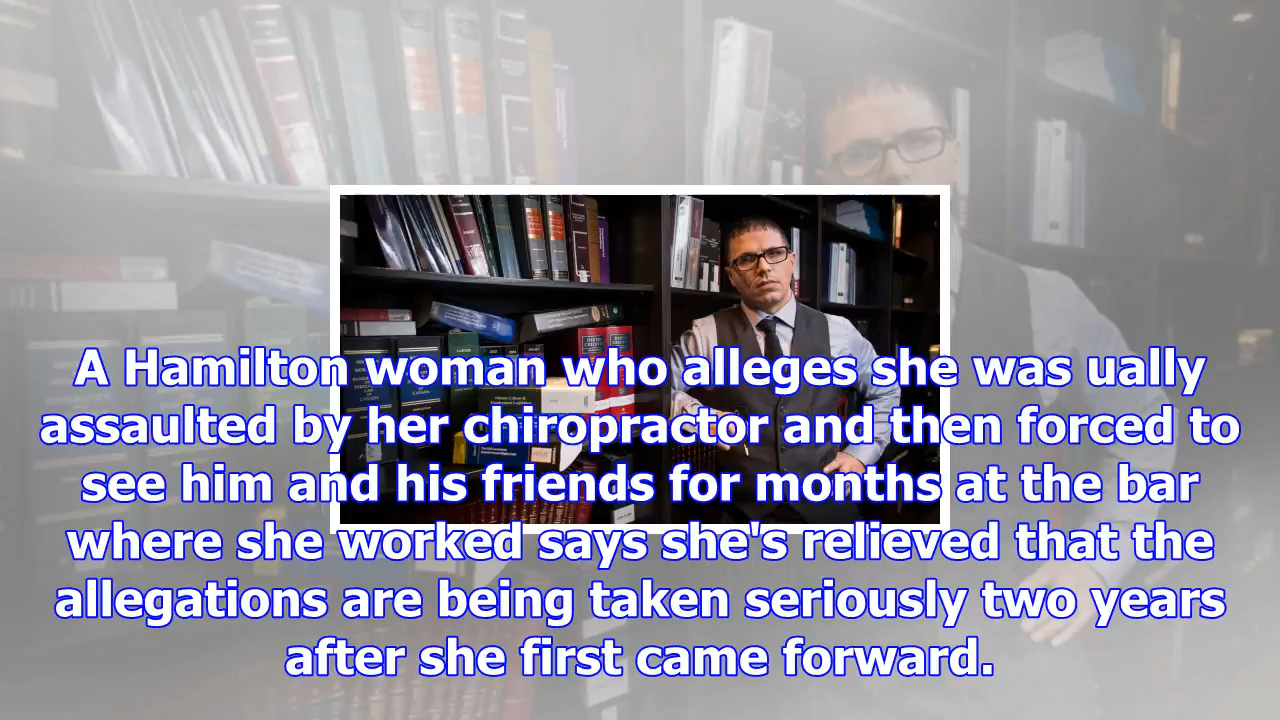 A Hamilton woman who alleges she was ually
assaulted by her chiropractor and then forced to
see him and his friends for months at the bar
where she worked says she's relieved that the
allegations are being taken seriously two years
after she first came forward.